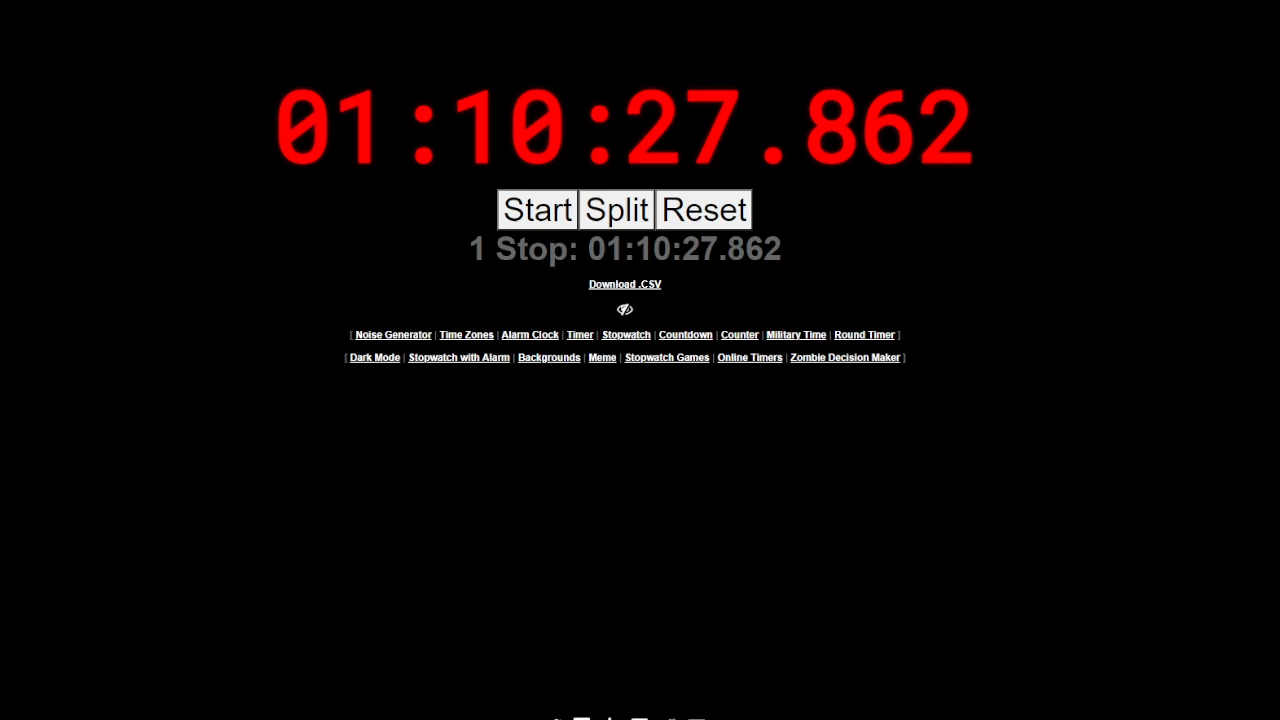 01:10:27.862
Start Split Reset
1 Stop: 01:10:27.862
Download .CSV
[ Noise Generator | Time Zones | Alarm Clock | Timer | Stopwatch | Countdown | Counter | Military Time | Round Timer ]
[ Dark Mode | Stopwatch with Alarm | Backgrounds | Meme | Stopwatch Games | Online Timers | Zombie Decision Maker ]